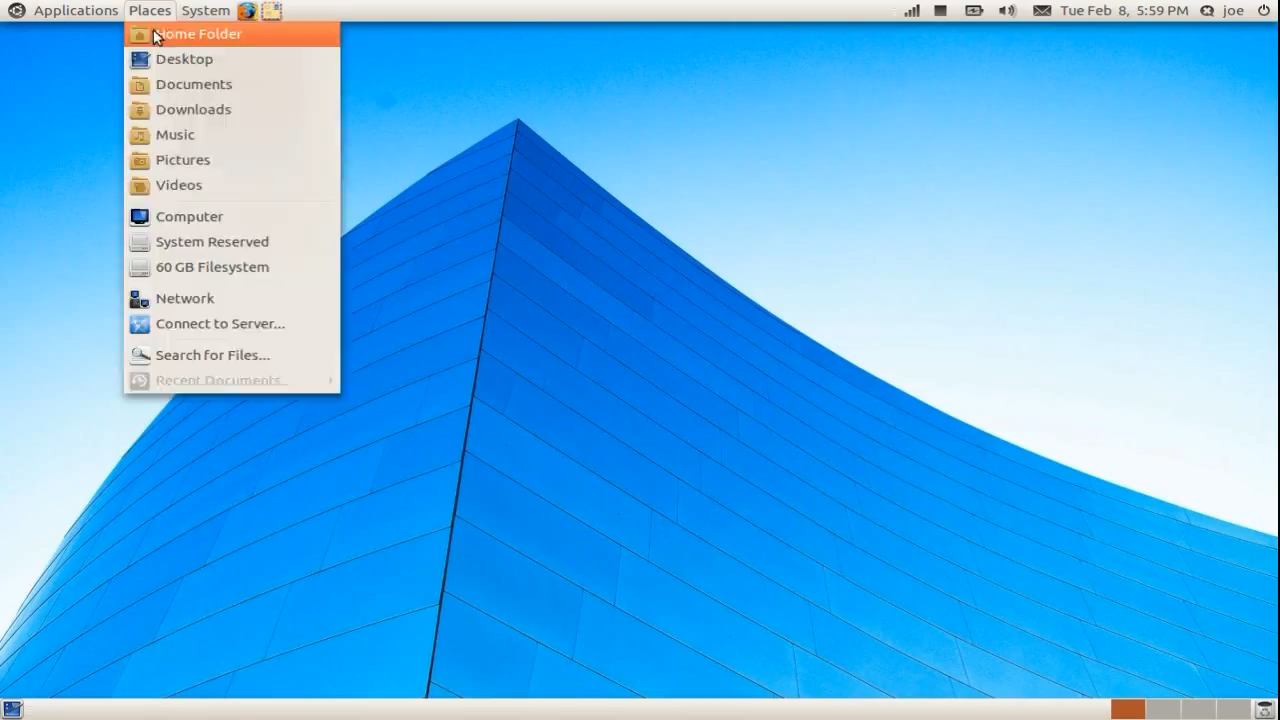 Applications Places System
Tue Feb 8, 5:59 PM joe
Home Folder
Desktop
Documents
Downloads
Music
Pictures
Videos
Computer
System Reserved
60 GB Filesystem
Network
Connect to Server...
Search for Files...
Recent Documents...